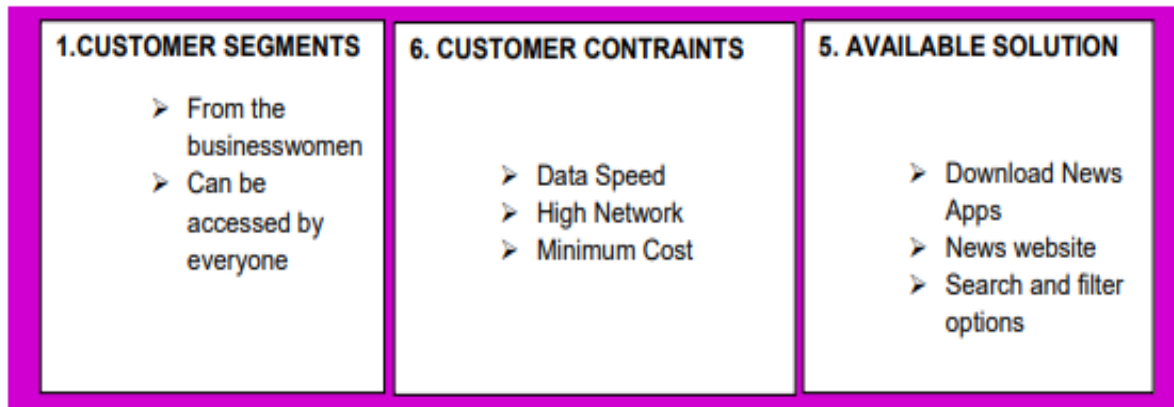 1.CUSTOMER SEGMENTS
➢ From the
businesswomen
➢ Can be
accessed by
everyone
6. CUSTOMER CONTRAINTS
➢ Data Speed
➢ High Network
➢ Minimum Cost
5. AVAILABLE SOLUTION
➢ Download News
Apps
➢ News website
➢ Search and filter
options